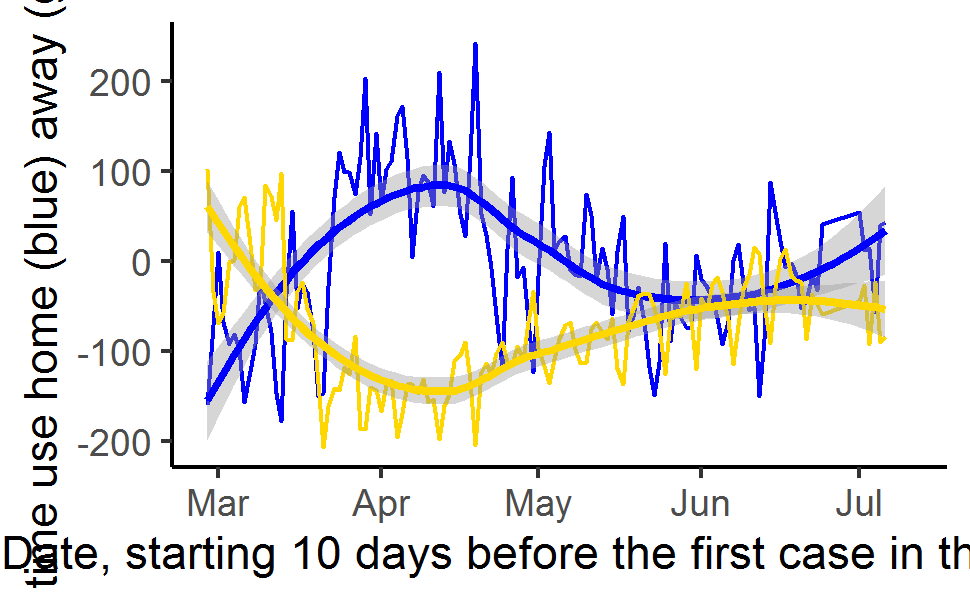 time use home (blue) away (
200
100
0
-100
-200
Mar Apr May Jun Jul
Date, starting 10 days before the first case in th